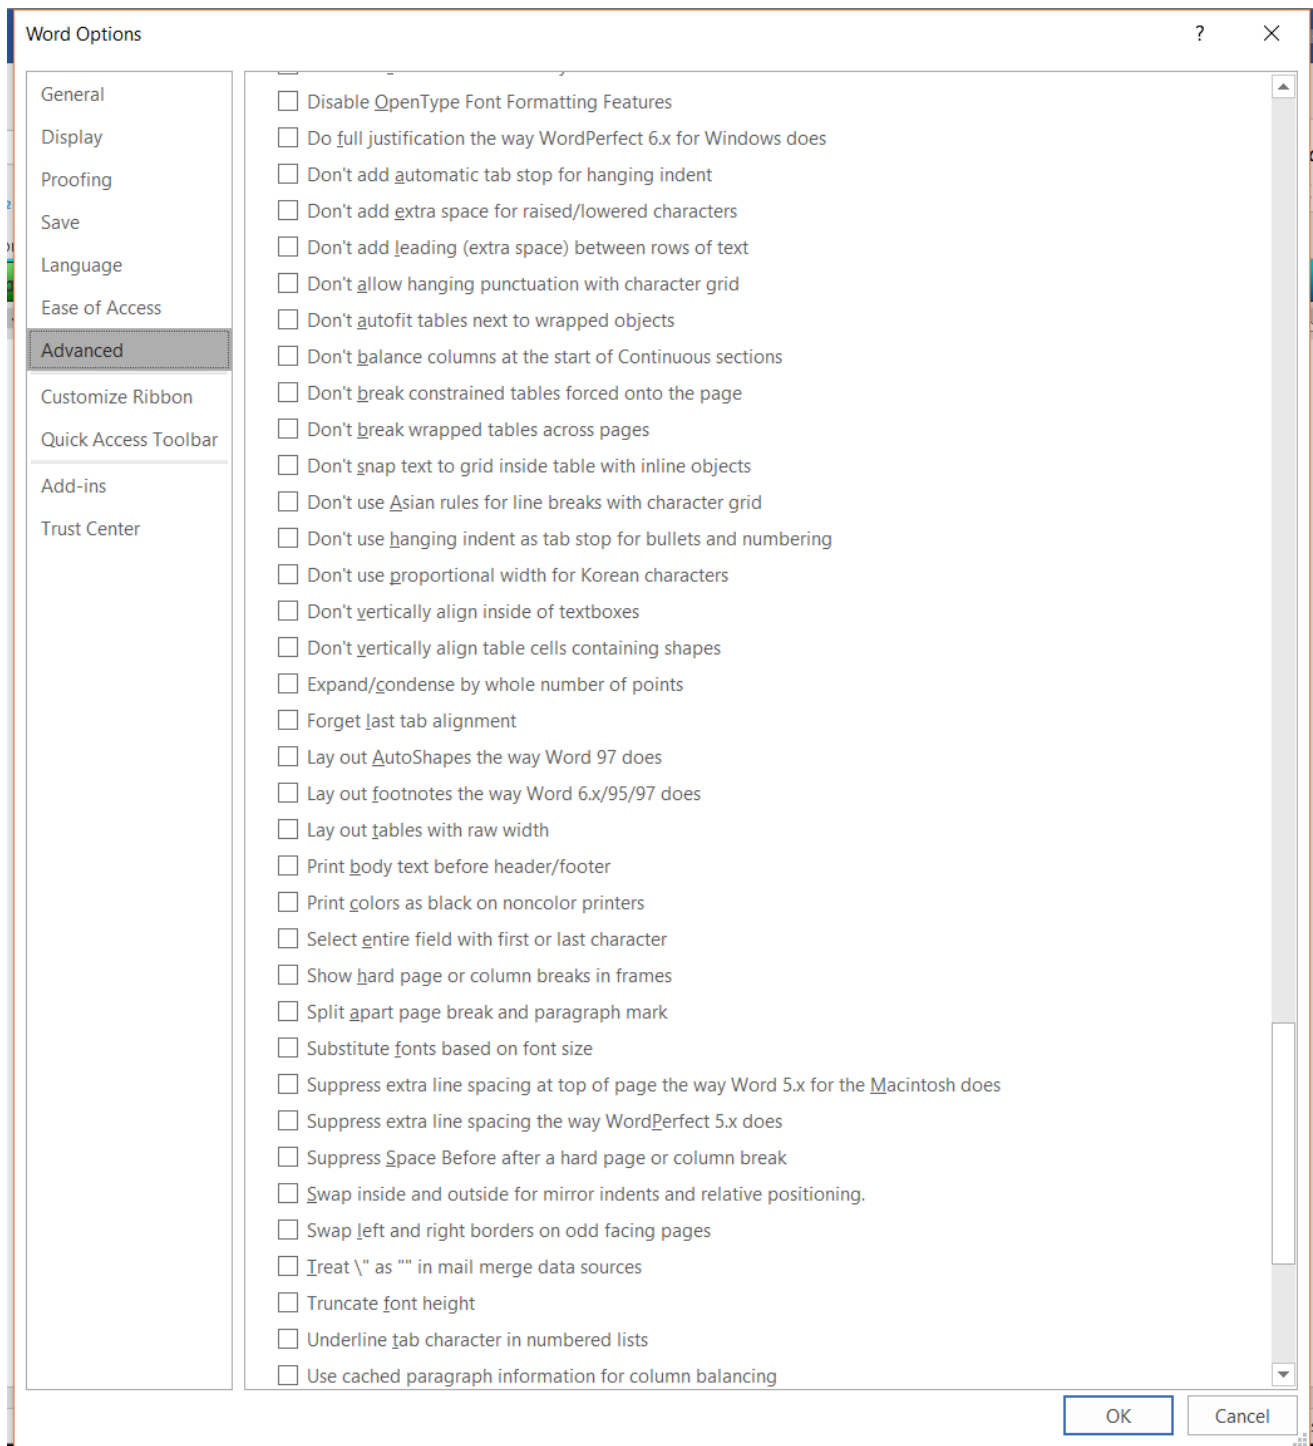 Word Options
?
General
Display
Proofing
Save
Language
Ease of Access
Advanced
Customize Ribbon
Quick Access Toolbar
Add-ins
Trust Center
Disable OpenType Font Formatting Features
Do full justification the way WordPerfect 6.x for Windows does
Don't add automatic tab stop for hanging indent
Don't add extra space for raised/lowered characters
Don't add leading (extra space) between rows of text
Don't allow hanging punctuation with character grid
Don't autofit tables next to wrapped objects
Don't balance columns at the start of Continuous sections
Don't break constrained tables forced onto the page
Don't break wrapped tables across pages
Don't snap text to grid inside table with inline objects
Don't use Asian rules for line breaks with character grid
Don't use hanging indent as tab stop for bullets and numbering
Don't use proportional width for Korean characters
Don't vertically align inside of textboxes
Don't vertically align table cells containing shapes
Expand/condense by whole number of points
Forget last tab alignment
Lay out AutoShapes the way Word 97 does
Lay out footnotes the way Word 6.x/95/97 does
Lay out tables with raw width
Print body text before header/footer
Print colors as black on noncolor printers
Select entire field with first or last character
Show hard page or column breaks in frames
Split apart page break and paragraph mark
Substitute fonts based on font size
Suppress extra line spacing at top of page the way Word 5.x for the Macintosh does
Suppress extra line spacing the way WordPerfect 5.x does
Suppress Space Before after a hard page or column break
Swap inside and outside for mirror indents and relative positioning.
Swap left and right borders on odd facing pages
Treat \" as "" in mail merge data sources
Truncate font height
Underline tab character in numbered lists
Use cached paragraph information for column balancing
OK
Cancel